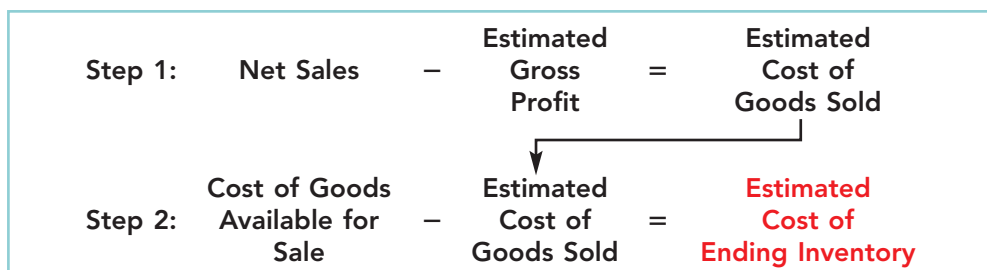 Estimated Estimated
Step 1: Net Sales − Gross = Cost of
Profit Goods Sold
Cost of Goods Estimated Estimated
Step 2: Available for − Cost of = Cost of
Sale Goods Sold Ending Inventory